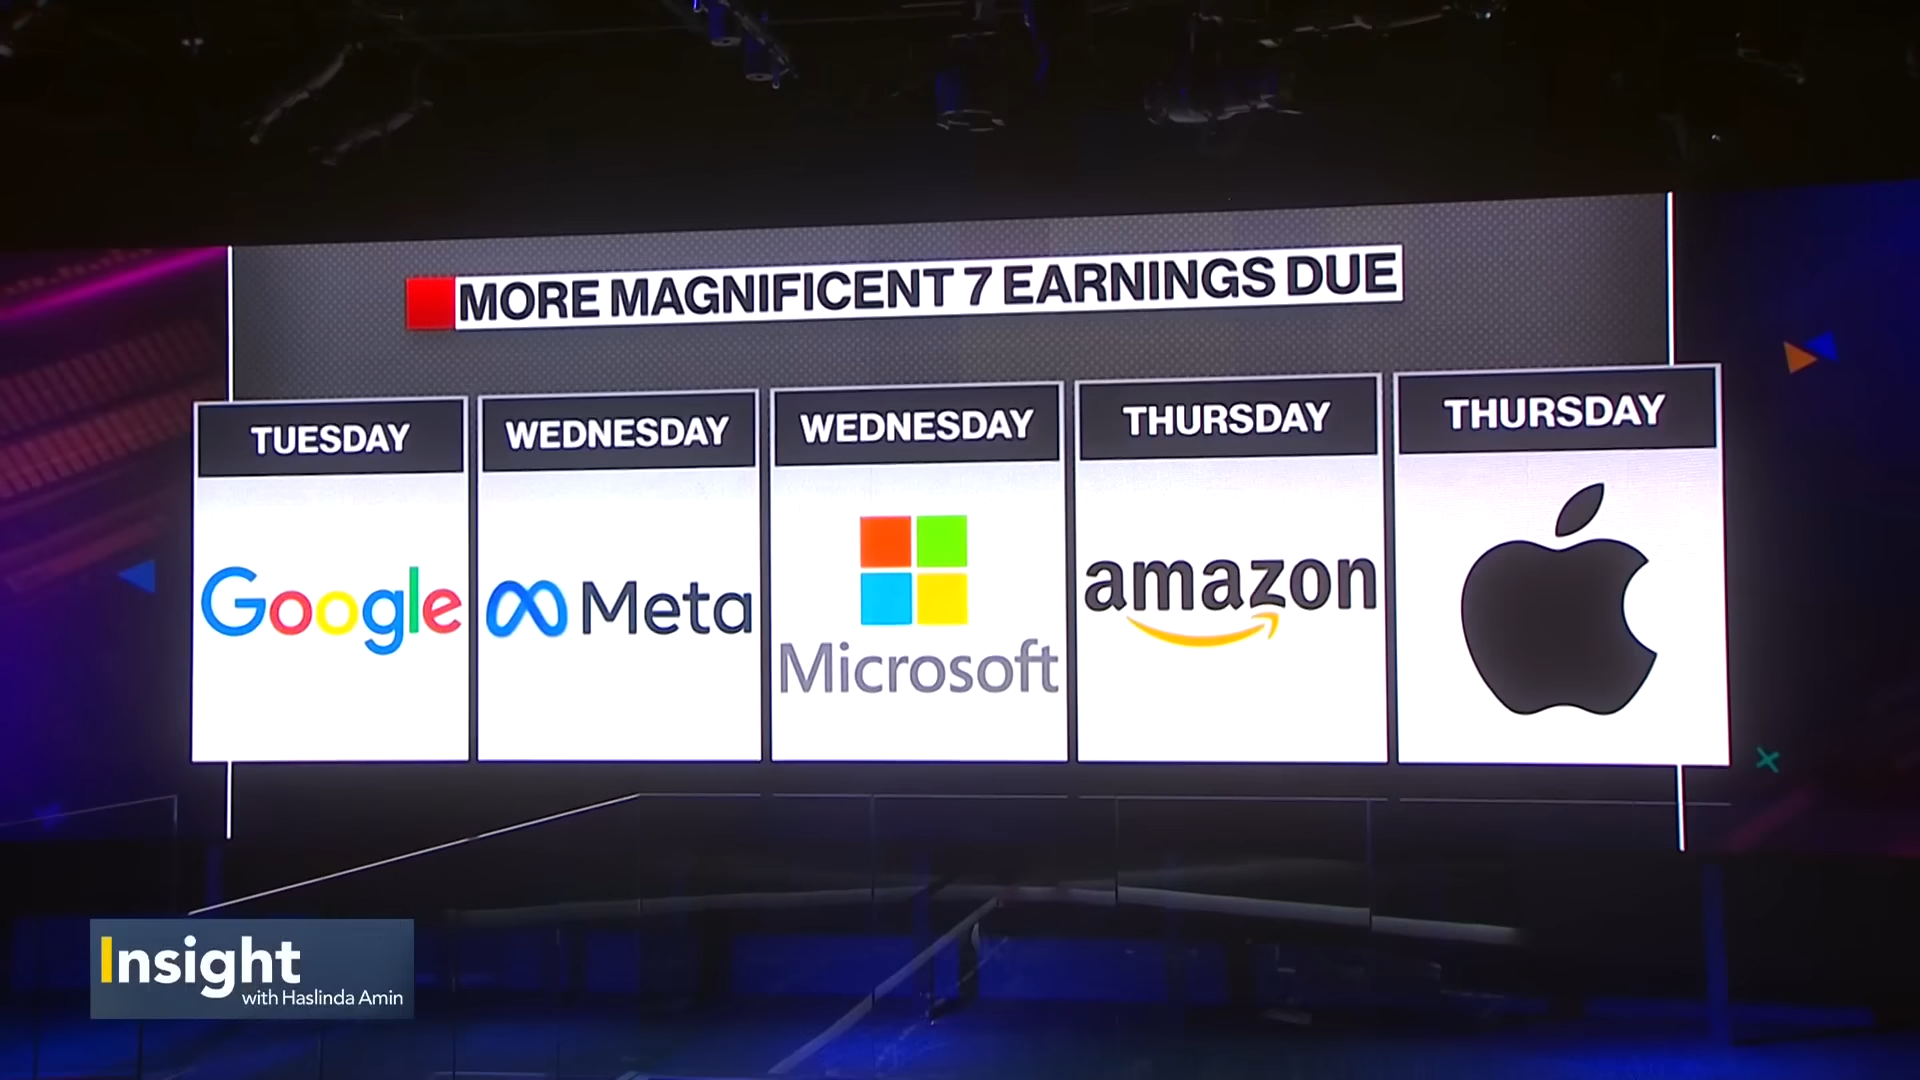 MORE MAGNIFICENT 7 EARNINGS DUE
TUESDAY
Google
WEDNESDAY
Meta
WEDNESDAY
Microsoft
THURSDAY
amazon
THURSDAY
Insight
with Haslinda Amin